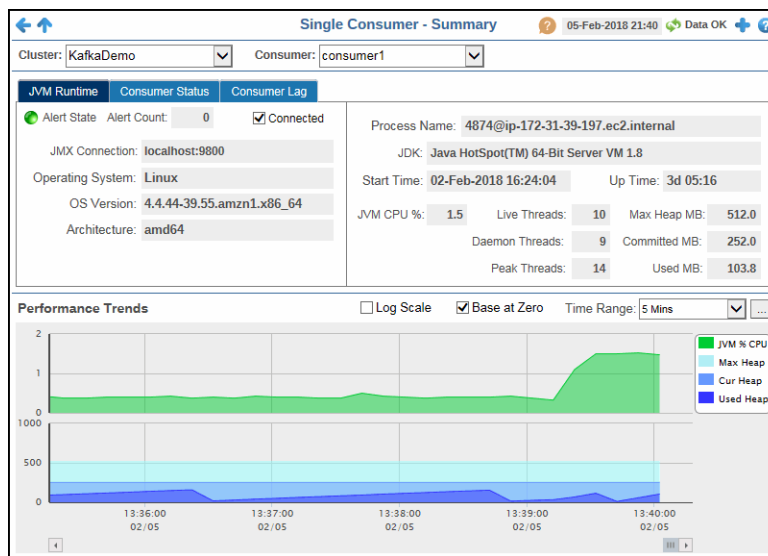 Single Consumer - Summary
? 05-Feb-2018 21:40 Data OK ?
Cluster: KafkaDemo Consumer: consumer1
JVM Runtime Consumer Status Consumer Lag
Alert State Alert Count: 0 Connected
JMX Connection: localhost:9800
Operating System: Linux
OS Version: 4.4.44-39.55.amzn1.x86_64
Architecture: amd64
Process Name: 4874@ip-172-31-39-197.ec2.internal
JDK: Java HotSpot(TM) 64-Bit Server VM 1.8
Start Time: 02-Feb-2018 16:24:04 Up Time: 3d 05:16
JVM CPU %: 1.5 Live Threads: 10 Max Heap MB: 512.0
Daemon Threads: 9 Committed MB: 252.0
Peak Threads: 14 Used MB: 103.8
Performance Trends Log Scale Base at Zero Time Range: 5 Mins ...
2
1
0
JVM % CPU
Max Heap
Cur Heap
Used Heap
1000
500
0
13:36:00 13:37:00 13:38:00 13:39:00 13:40:00
02/05 02/05 02/05 02/05 02/05